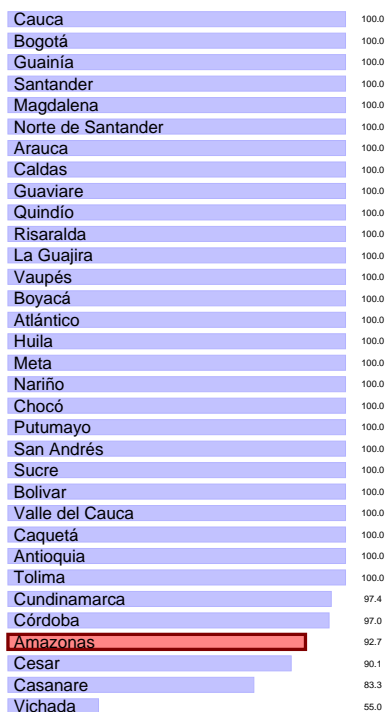 Cauca 100.0
Bogotá 100.0
Guainía 100.0
Santander 100.0
Magdalena 100.0
Norte de Santander 100.0
Arauca 100.0
Caldas 100.0
Guaviare 100.0
Quindío 100.0
Risaralda 100.0
La Guajira 100.0
Vaupés 100.0
Boyacá 100.0
Atlántico 100.0
Huila 100.0
Meta 100.0
Nariño 100.0
Chocó 100.0
Putumayo 100.0
San Andrés 100.0
Sucre 100.0
Bolivar 100.0
Valle del Cauca 100.0
Caquetá 100.0
Antioquia 100.0
Tolima 100.0
Cundinamarca 97.4
Córdoba 97.0
Amazonas 92.7
Cesar 90.1
Casanare 83.3
Vichada 55.0